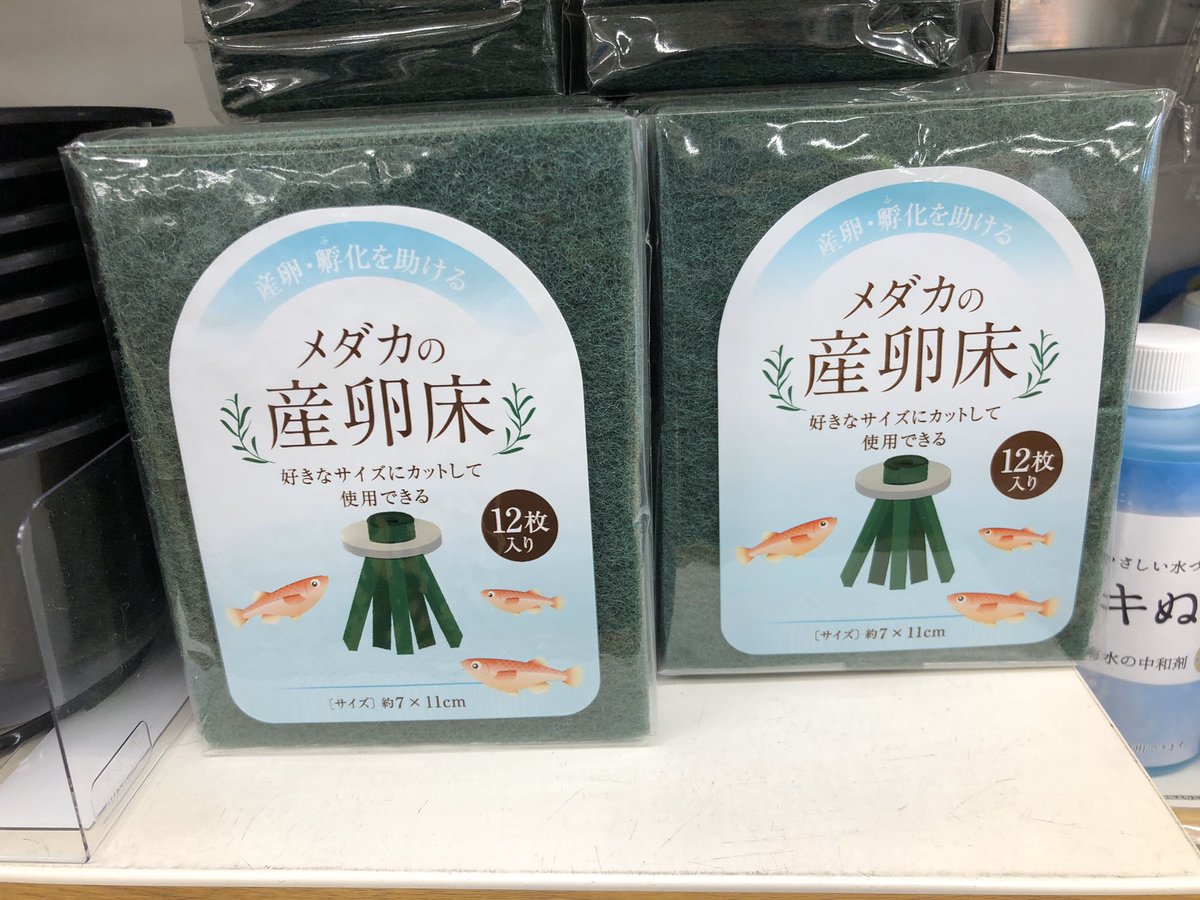 産卵・孵化を助ける
ふ
メダカの
産卵床
好きなサイズにカットして
使用できる
12枚
入り
〔サイズ〕約7×11cm
産卵・孵化を助ける
ふ
メダカの
産卵床
好きなサイズにカットして
使用できる
12枚
入り
〔サイズ〕約7×11cm
さしい水づ
キぬ
水の中和剤